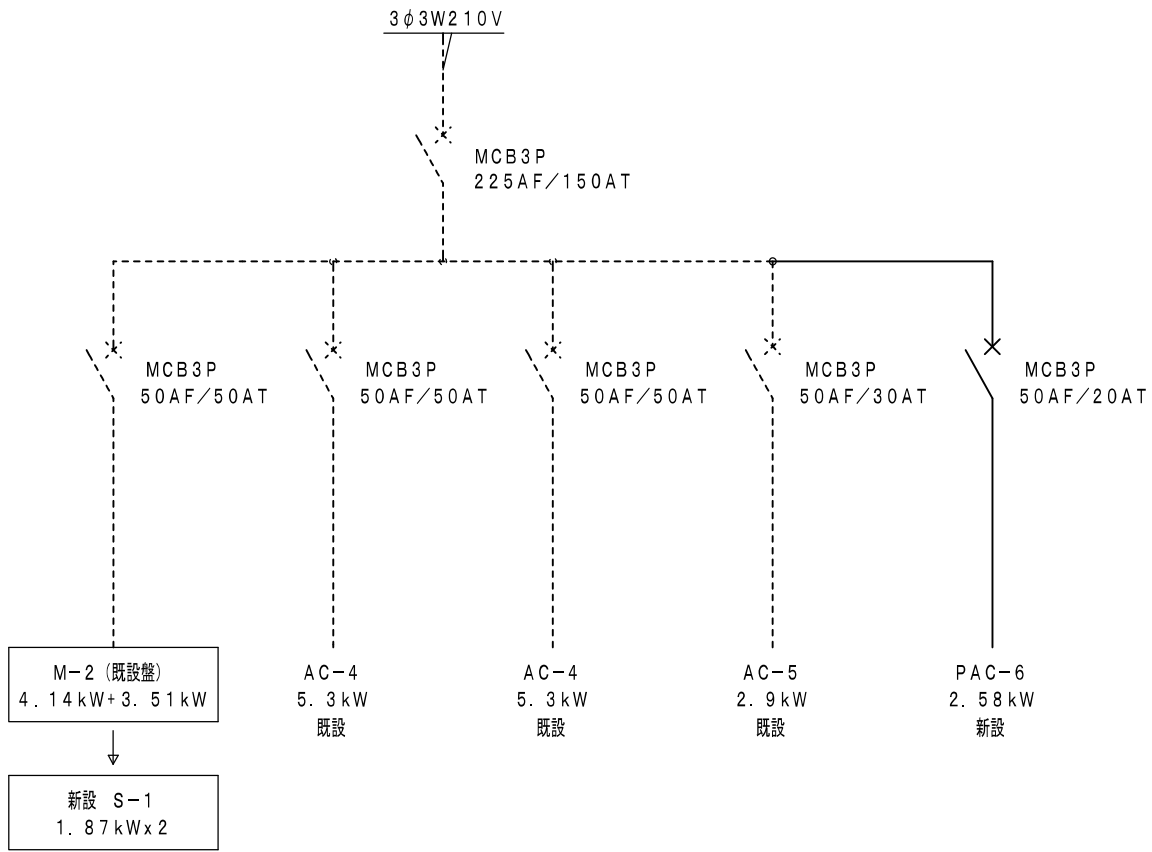 3φ3W210V
MCB3P
225AF/150AT
MCB3P
50AF/50AT
MCB3P
50AF/50AT
MCB3P
50AF/50AT
MCB3P
50AF/30AT
MCB3P
50AF/20AT
M-2 (既設盤)
4.14kW+3.51kW
AC-4
5.3kW
既設
AC-4
5.3kW
既設
AC-5
2.9kW
既設
PAC-6
2.58kW
新設
新設 S-1
1.87kWx2